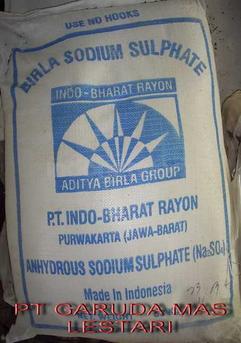 USE NO HOOKS
BIRLA SODIUM SULPHATE
INDO-BHARAT RAYON
ADITYA BIRLA GROUP
P.T. INDO-BHARAT RAYON
PURWAKARTA (JAWA-BARAT)
ANHYDROUS SODIUM SULPHATE (Na₂SO₄)
Made in Indonesia
PT GARUDA MAS
LESTARI